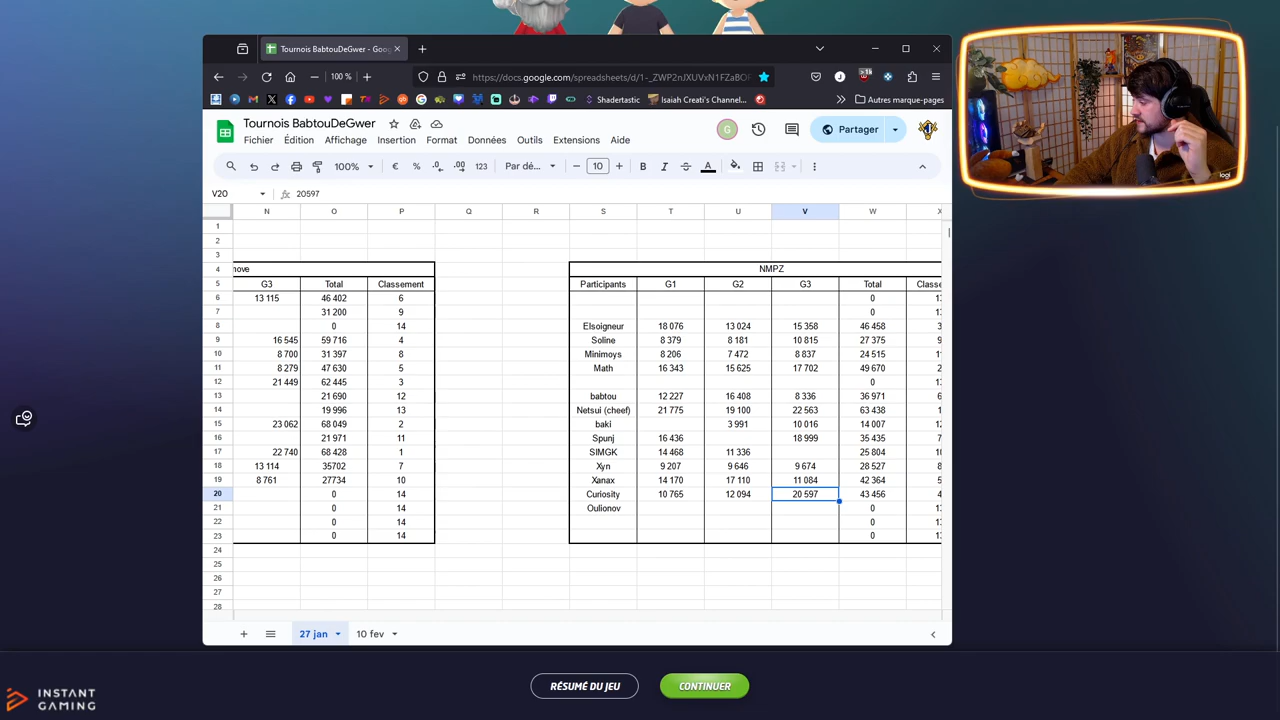 Tournois BabtouDeGwer - Goog
100 %
https://docs.google.com/spreadsheets/d/1-_ZWP2nJXUVxN1FZaBOF
Shadertastic
Isaiah Creati's Channel...
Autres marque-pages
Tournois BabtouDeGwer
G
Partager
Fichier Édition Affichage Insertion Format Données Outils Extensions Aide
100% € % .0 .00 123 Par dé... 10 B I S A
V20 fx 20597
N O P Q R S T U V W X
1
2
3
4 nove NMPZ
5 G3 Total Classement Participants G1 G2 G3 Total Classe
6 13 115 46 402 6 0 13
7 31 200 9 0 13
8 0 14 Elsoigneur 18 076 13 024 15 358 46 458 3
9 16 545 59 716 4 Soline 8 379 8 181 10 815 27 375 9
10 8 700 31 397 8 Minimoys 8 206 7 472 8 837 24 515 11
11 8 279 47 630 5 Math 16 343 15 625 17 702 49 670 2
12 21 449 62 445 3 0 13
13 21 690 12 babtou 12 227 16 408 8 336 36 971 6
14 19 996 13 Netsui (cheef) 21 775 19 100 22 563 63 438 1
15 23 062 68 049 2 baki 3 991 10 016 14 007 12
16 21 971 11 Spunj 16 436 18 999 35 435 7
17 22 740 68 428 1 SIMGK 14 468 11 336 25 804 10
18 13 114 35702 7 Xyn 9 207 9 646 9 674 28 527 8
19 8 761 27734 10 Xanax 14 170 17 110 11 084 42 364 5
20 0 14 Curiosity 10 765 12 094 20 597 43 456 4
21 0 14 Oulionov 0 13
22 0 14 0 13
23 0 14 0 13
24
25
26
27
28
27 jan 10 fev
logi
INSTANT
GAMING
RÉSUMÉ DU JEU
CONTINUER